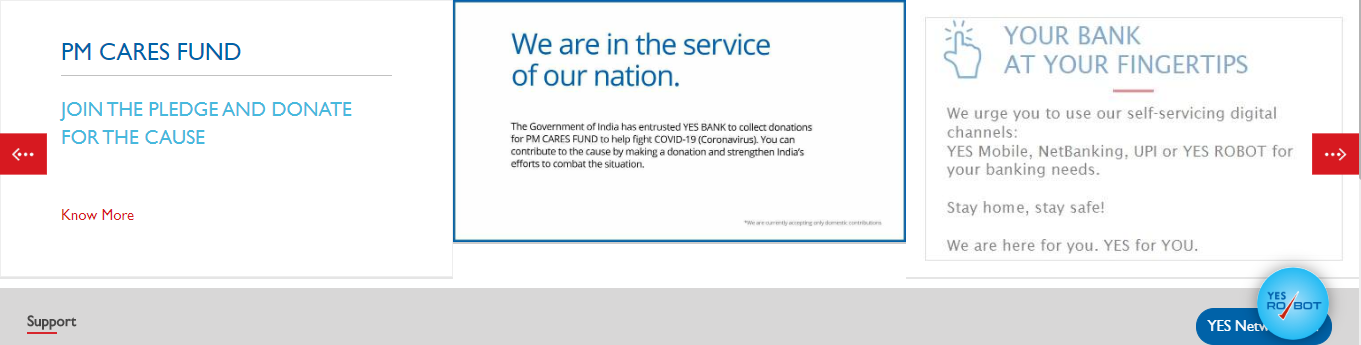 PM CARES FUND
JOIN THE PLEDGE AND DONATE
FOR THE CAUSE
Know More
We are in the service
of our nation.
The Government of India has entrusted YES BANK to collect donations
for PM CARES FUND to help fight COVID-19 (Coronavirus). You can
contribute to the cause by making a donation and strengthen India's
efforts to combat the situation.
*We are currently accepting only domestic contributions
YOUR BANK
AT YOUR FINGERTIPS
We urge you to use our self-servicing digital
channels:
YES Mobile, NetBanking, UPI or YES ROBOT for
your banking needs.
Stay home, stay safe!
We are here for you. YES for YOU.
Support
YES
ROBOT
YES